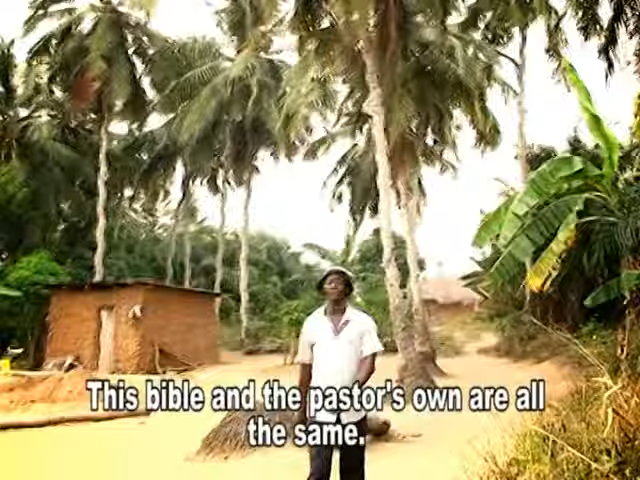 This bible and the pastor's own are all
the same.